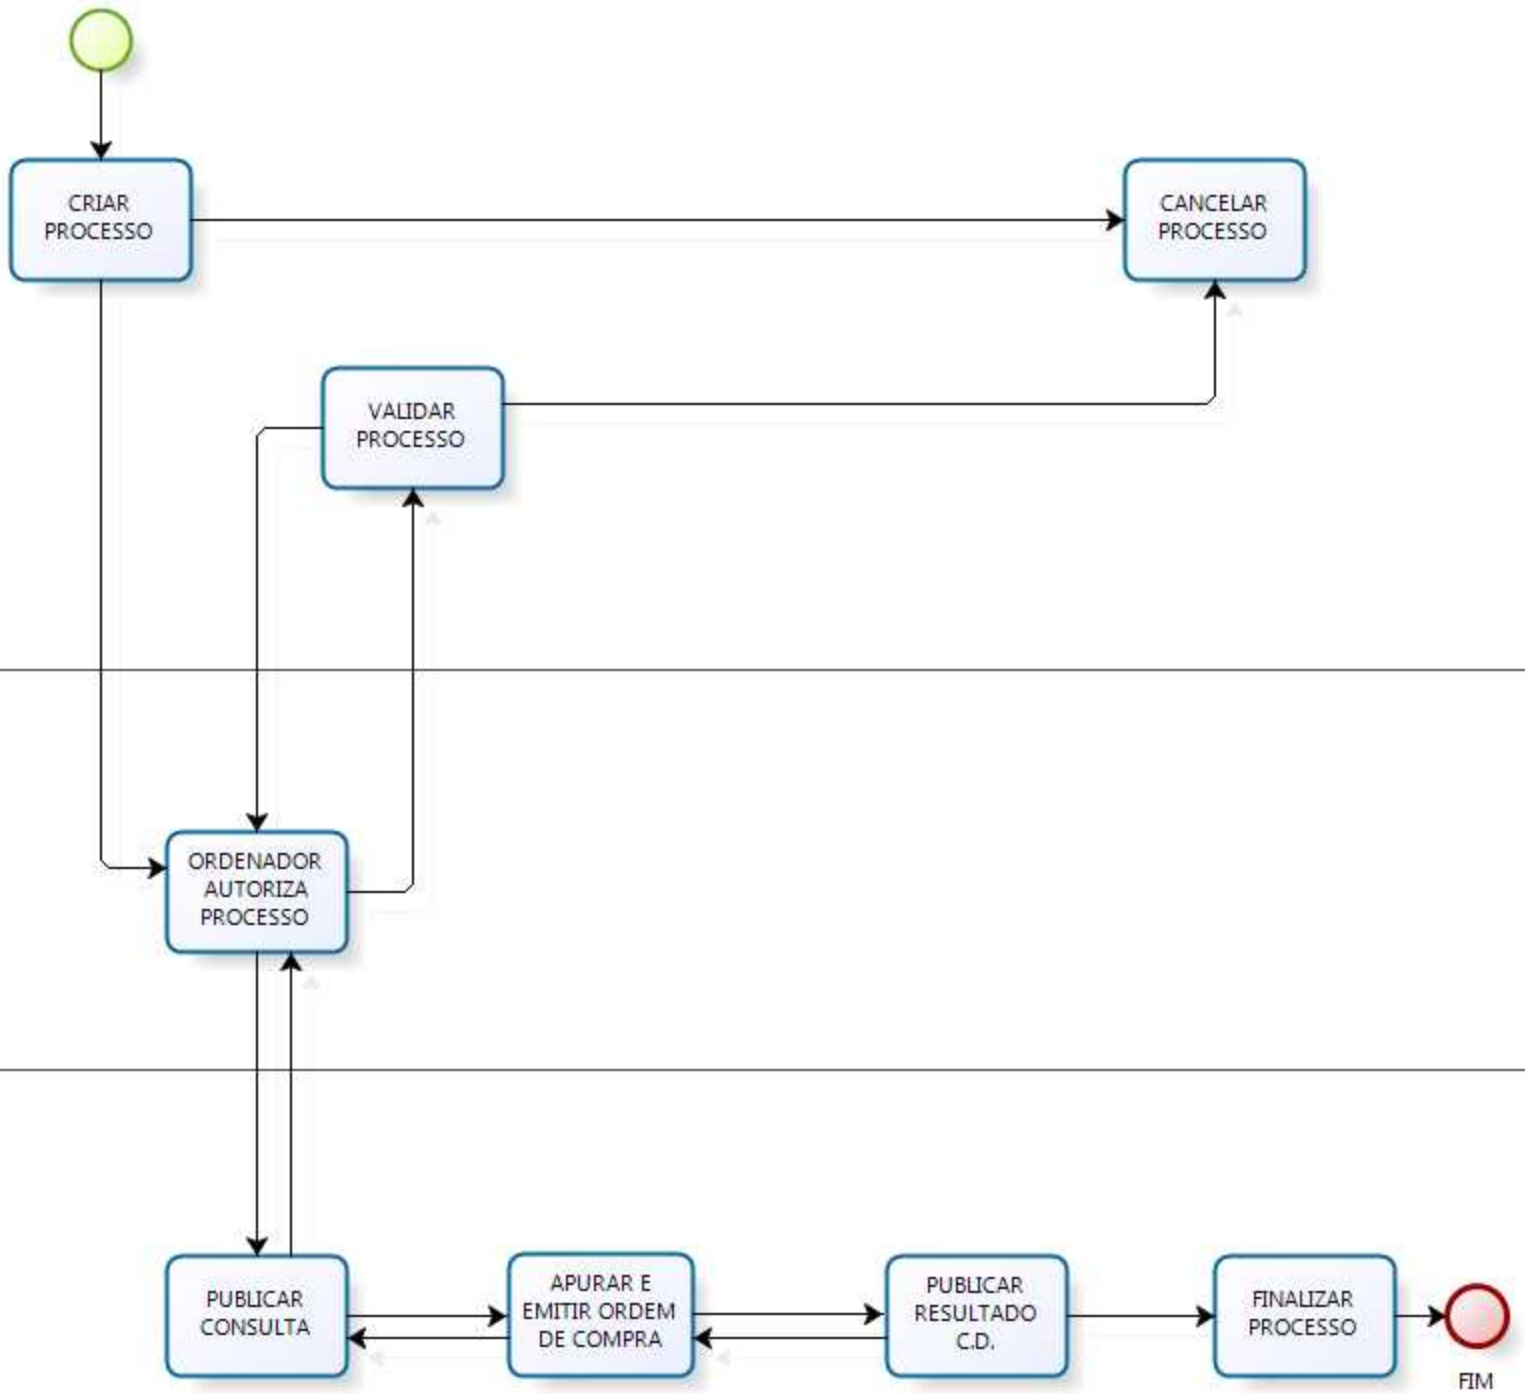 CRIAR
PROCESSO
CANCELAR
PROCESSO
VALIDAR
PROCESSO
ORDENADOR
AUTORIZA
PROCESSO
PUBLICAR
CONSULTA
APURAR E
EMITIR ORDEM
DE COMPRA
PUBLICAR
RESULTADO
C.D.
FINALIZAR
PROCESSO
FIM